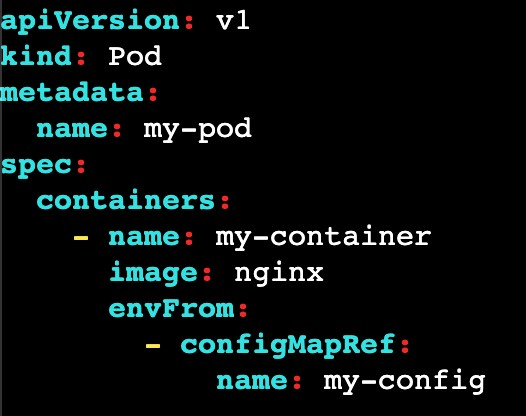 apiVersion: v1
kind: Pod
metadata:
  name: my-pod
spec:
  containers:
    - name: my-container
      image: nginx
      envFrom:
        - configMapRef:
            name: my-config